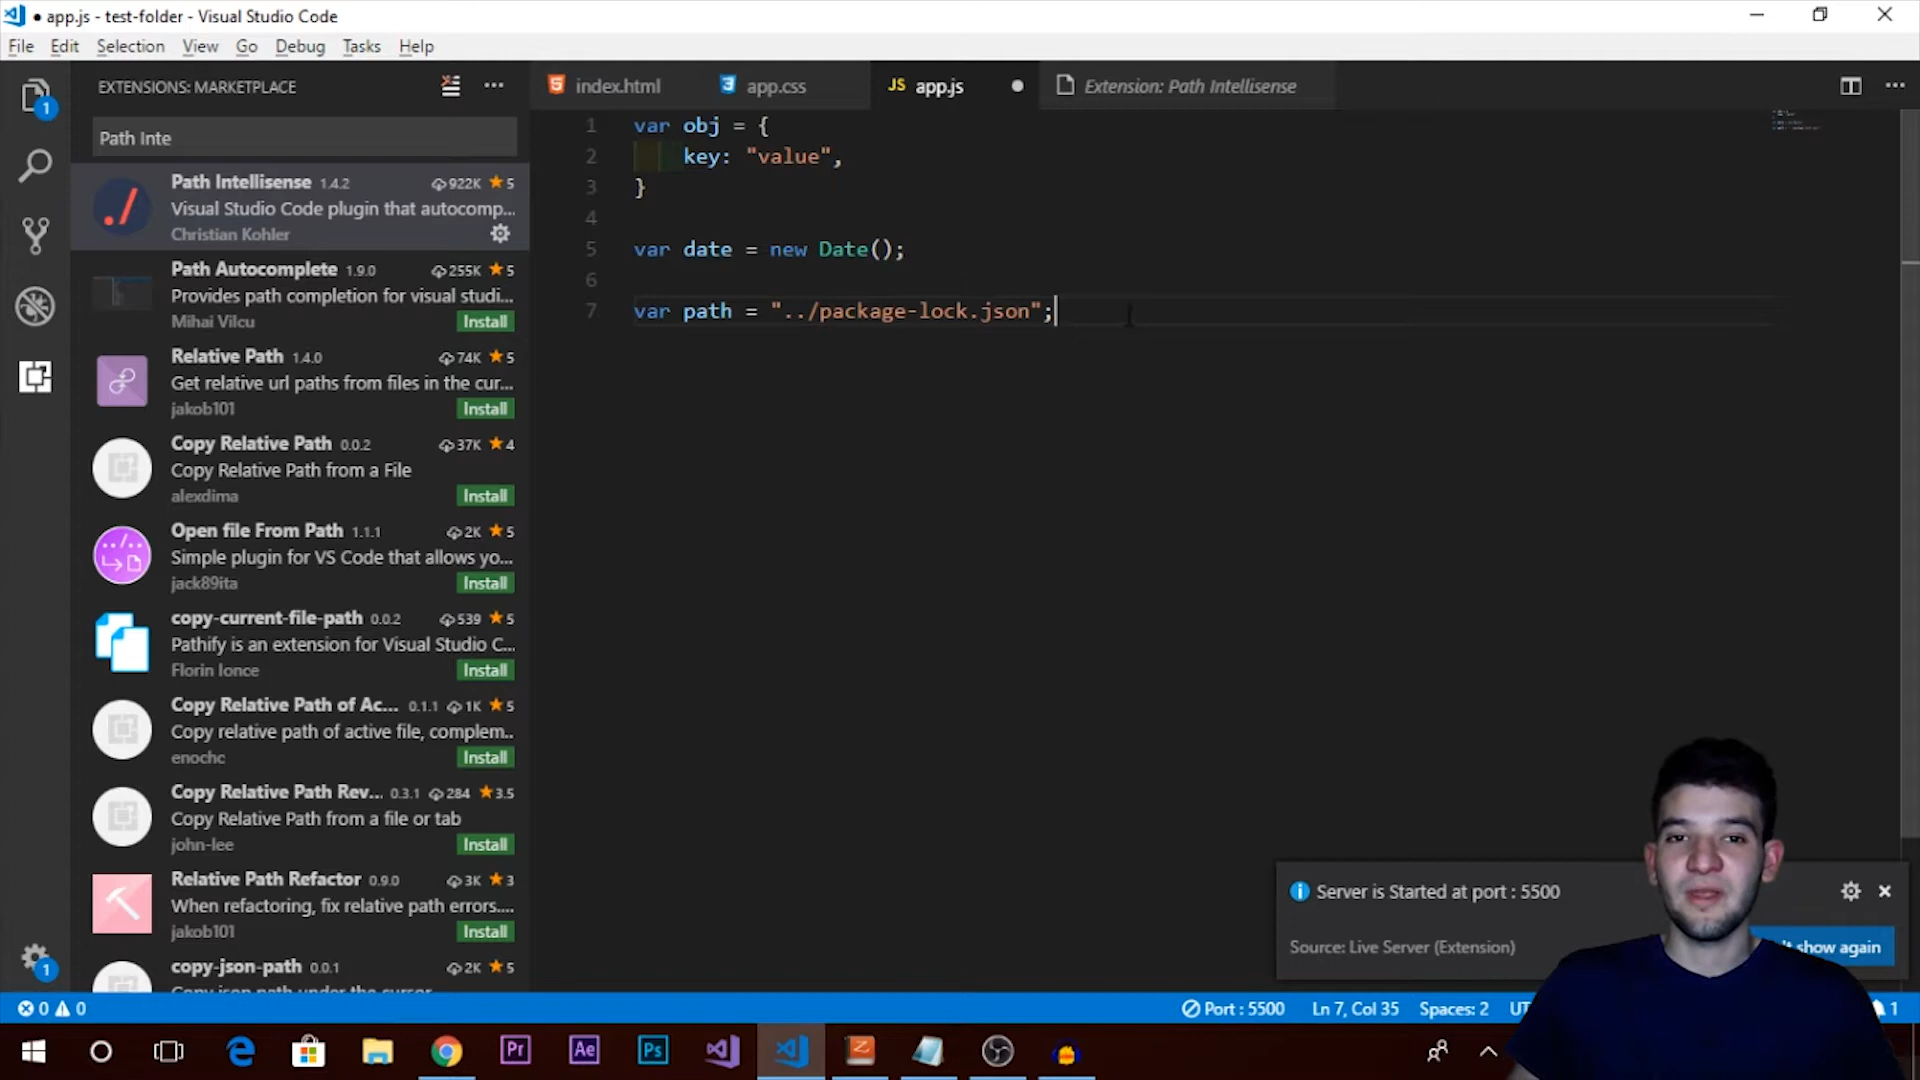 app.js - test-folder - Visual Studio Code
File Edit Selection View Go Debug Tasks Help
1
EXTENSIONS: MARKETPLACE
Path Inte
Path Intellisense 1.4.2 922K 5
Visual Studio Code plugin that autocomp...
Christian Kohler
Path Autocomplete 1.9.0 255K 5
Provides path completion for visual studi...
Mihai Vilcu Install
Relative Path 1.4.0 74K 5
Get relative url paths from files in the cur...
jakob101 Install
Copy Relative Path 0.0.2 37K 4
Copy Relative Path from a File
alexdima Install
Open file From Path 1.1.1 2K 5
Simple plugin for VS Code that allows yo...
jack89ita Install
copy-current-file-path 0.0.2 539 5
Pathify is an extension for Visual Studio C...
Florin Ionce Install
Copy Relative Path of Ac... 0.1.1 1K 5
Copy relative path of active file, complem..
enochc Install
Copy Relative Path Rev... 0.3.1 284 3.5
Copy Relative Path from a file or tab
john-lee Install
Relative Path Refactor 0.9.0 3K 3
When refactoring, fix relative path errors....
jakob101 Install
copy-json-path 0.0.1 2K 5
1
index.html app.css JS app.js Extension: Path Intellisense
1 var obj = {
2 key: "value",
3 }
4
5 var date = new Date();
6
7 var path = "../package-lock.json";
Server is Started at port : 5500
Source: Live Server (Extension) 't show again
0 0 Port : 5500 Ln 7, Col 35 Spaces: 2 UT 1
Pr Ae Ps